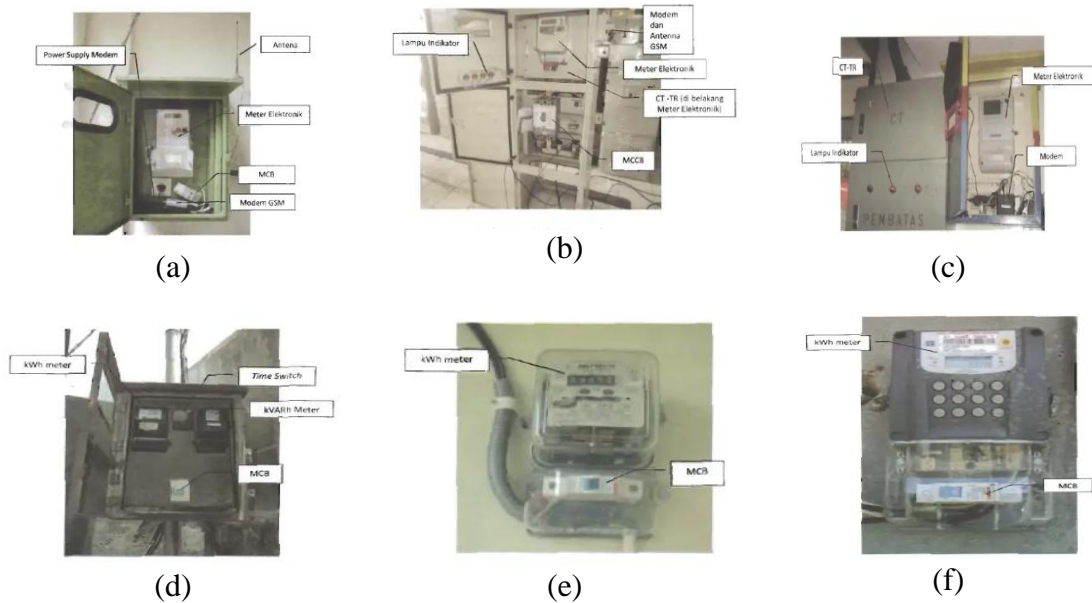 Power Supply Modem
Antena
Meter Elektronik
MCB
Modem GSM
(a)
Lampu Indikator
Modem
dan
Antenna
GSM
Meter Elektronik
CT -TR (di belakang
Meter Elektronik)
MCCB
(b)
CT-TR
CT
Meter Elektronik
Lampu Indikator
Modem
PEMBATAS
(c)
kWh meter
Time Switch
kVARh Meter
MCB
(d)
kWh meter
MCB
(e)
kWh meter
MCB
(f)